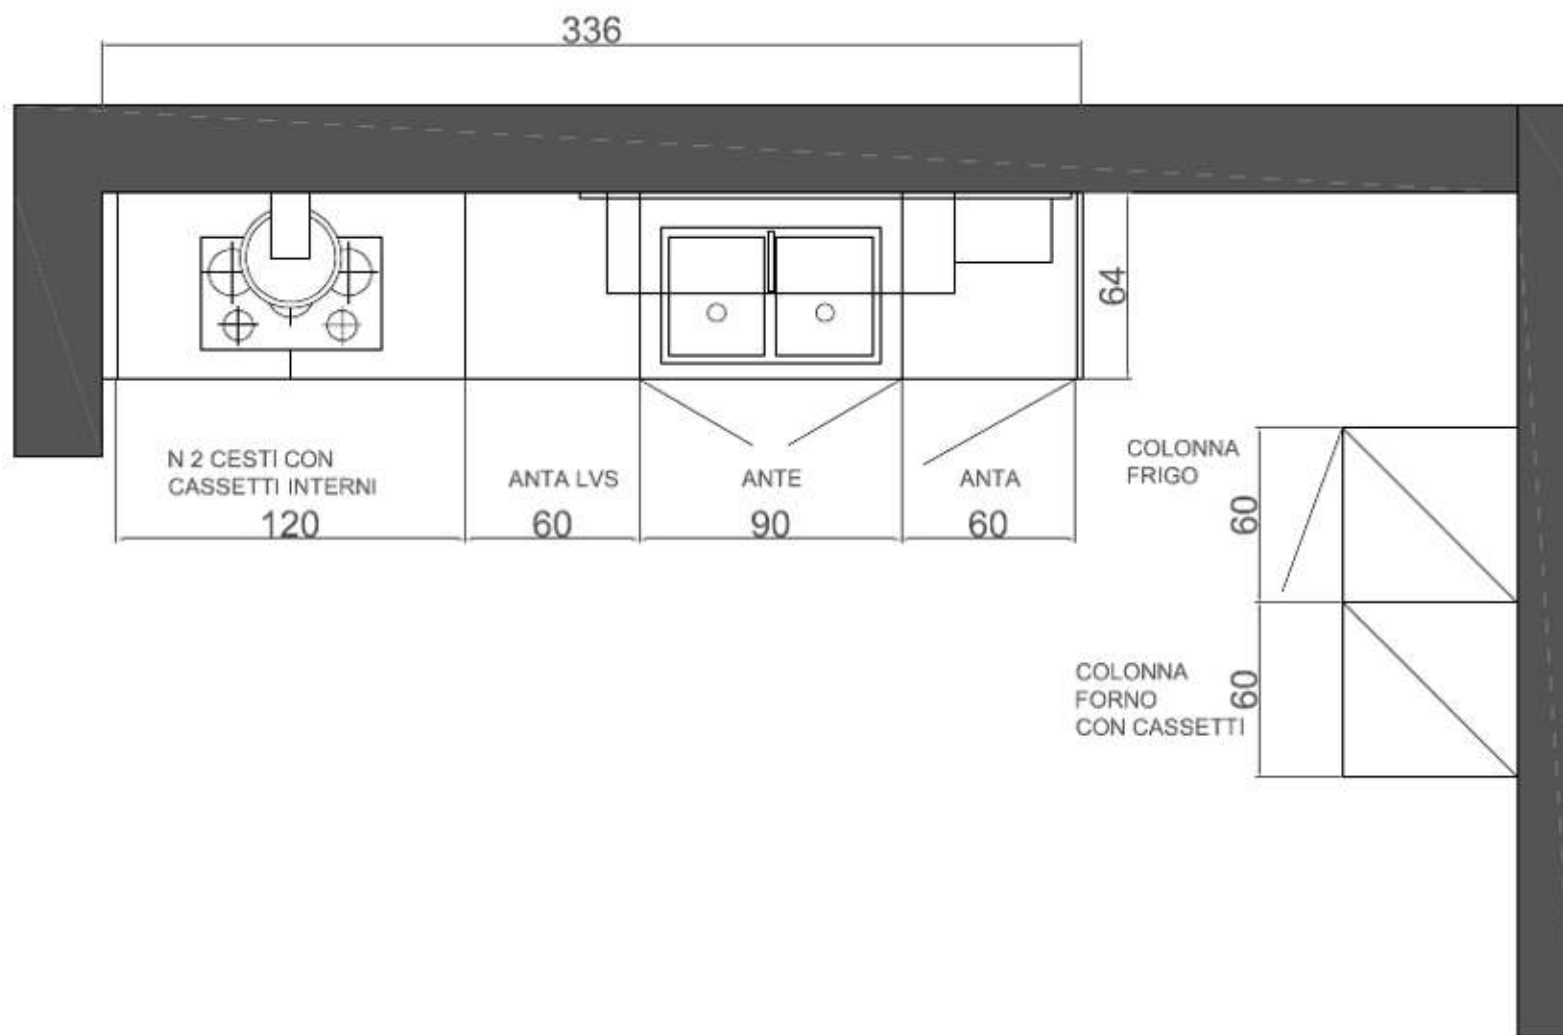 336
64
N 2 CESTI CON
CASSETTI INTERNI
120
ANTA LVS
60
ANTE
90
ANTA
60
COLONNA
FRIGO
60
COLONNA
FORNO
CON CASSETTI
60